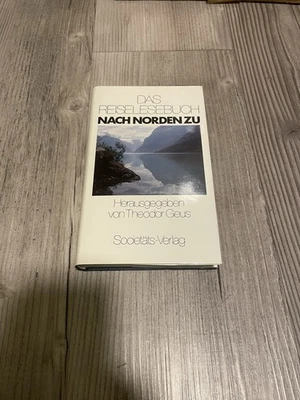 DAS
REISELESEBUCH
NACH NORDEN ZU
Herausgegeben
von Theodor Geus
Societäts-Verlag